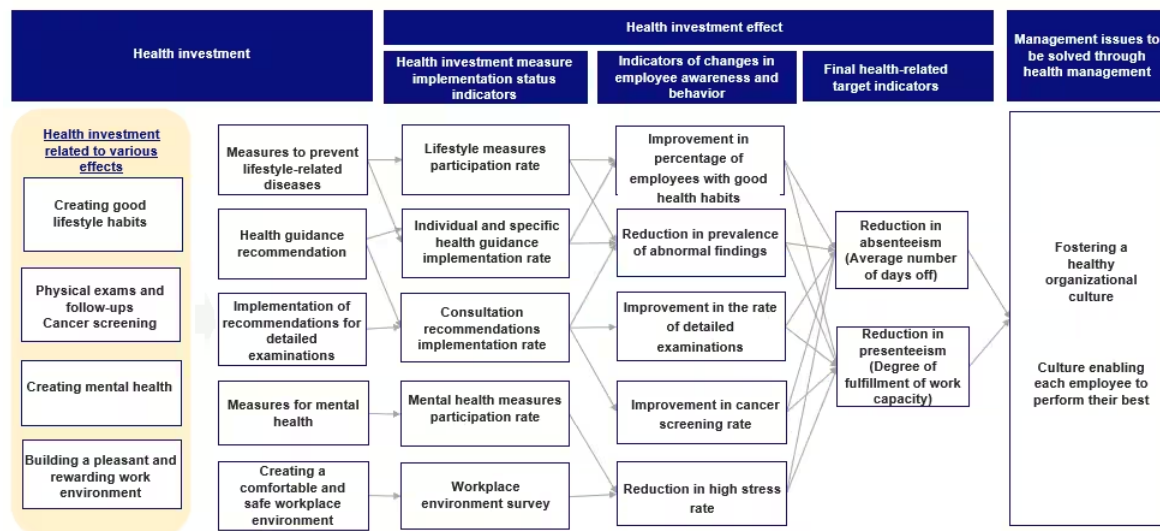 Health investment
Health investment effect
Management issues to
be solved through
health management
Health investment measure
implementation status
indicators
Indicators of changes in
employee awareness and
behavior
Final health-related
target indicators
Health investment
related to various
effects
Creating good
lifestyle habits
Physical exams and
follow-ups
Cancer screening
Creating mental health
Building a pleasant and
rewarding work
environment
Measures to prevent
lifestyle-related
diseases
Health guidance
recommendation
Implementation of
recommendations for
detailed
examinations
Measures for mental
health
Creating a
comfortable and
safe workplace
environment
Lifestyle measures
participation rate
Individual and specific
health guidance
implementation rate
Consultation
recommendations
implementation rate
Mental health measures
participation rate
Workplace
environment survey
Improvement in
percentage of
employees with good
health habits
Reduction in prevalence
of abnormal findings
Improvement in the rate
of detailed
examinations
Improvement in cancer
screening rate
Reduction in high stress
rate
Reduction in
absenteeism
(Average number
of days off)
Reduction in
presenteeism
(Degree of
fulfillment of work
capacity)
Fostering a
healthy
organizational
culture
Culture enabling
each employee to
perform their best